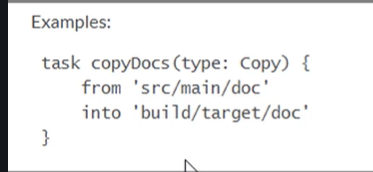 Examples:
task copyDocs(type: Copy) {
    from 'src/main/doc'
    into 'build/target/doc'
}